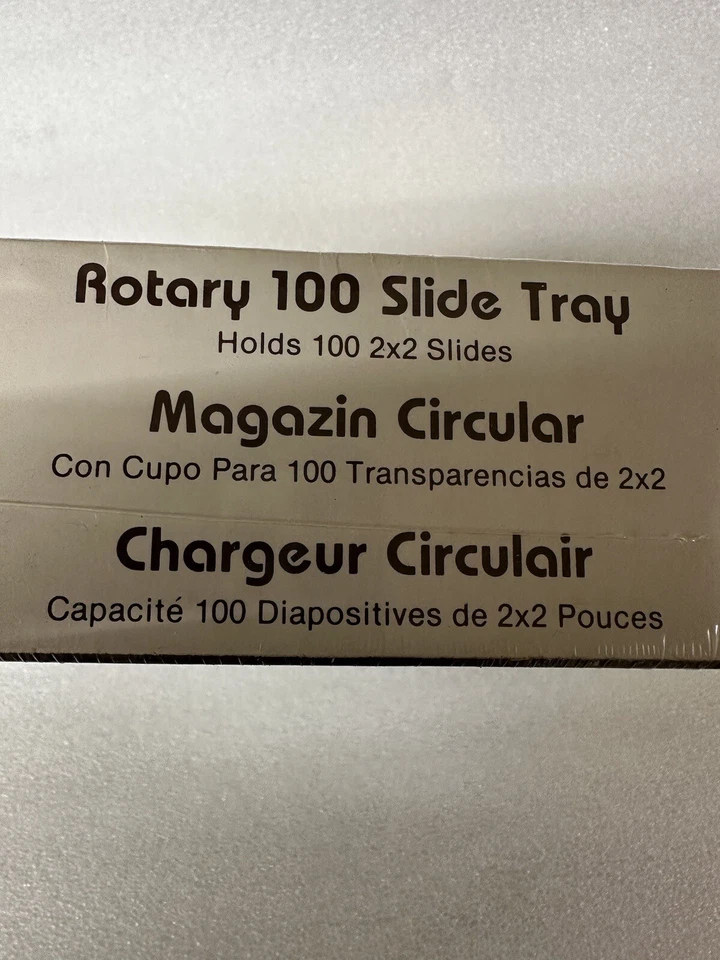 Rotary 100 Slide Tray
Holds 100 2x2 Slides
Magazin Circular
Con Cupo Para 100 Transparencias de 2x2
Chargeur Circulair
Capacité 100 Diapositives de 2x2 Pouces